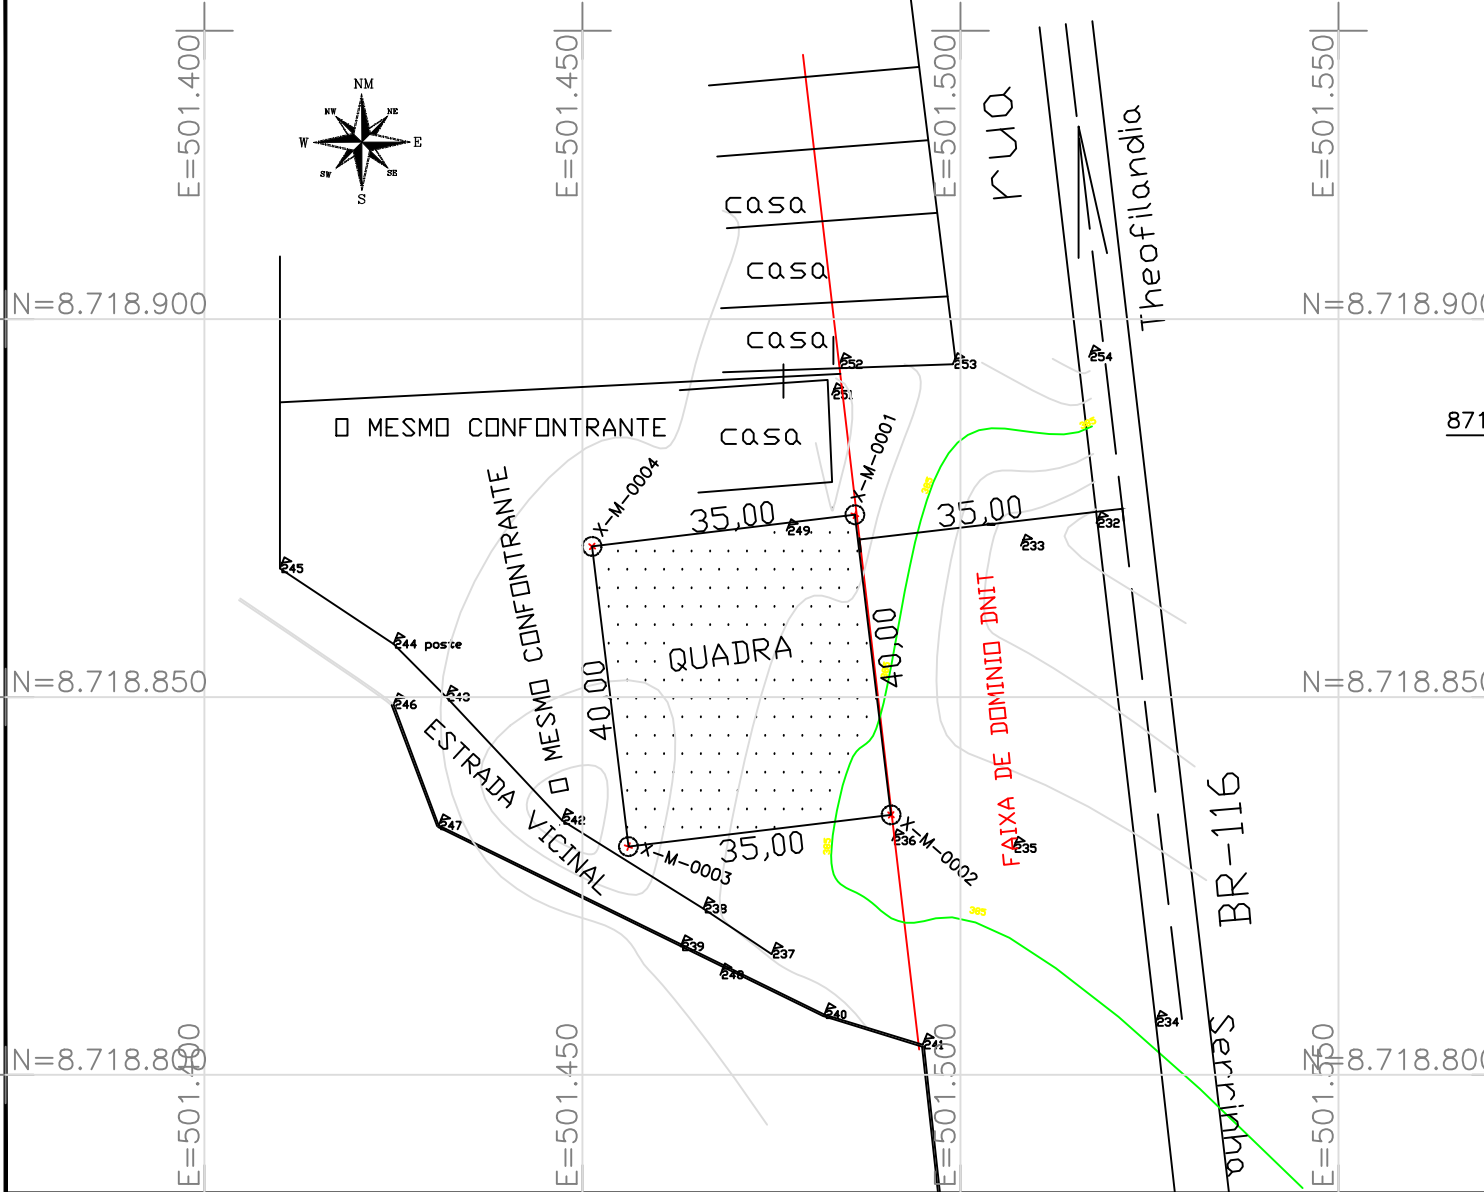 E=501.400
E=501.450
E=501.500
E=501.550
NM
NW
NE
W
E
SW
SE
S
rua
Theofilandia
casa
casa
N=8.718.900
N=8.718.900
casa
252
253
254
251
O MESMO CONFONTRANTE
casa
871
X-M-0001
X-M-0004
O MESMO CONFONTRANTE
35,00
249
35,00
232
233
245
FAIXA DE DOMINIO DNIT
244 poste
QUADRA
40,00
40,00
N=8.718.850
N=8.718.850
243
246
ESTRADA VICINAL
242
247
X-M-0003
35,00
236
X-M-0002
235
BR-116
238
239
237
248
240
234
241
Serrinha
N=8.718.800
N=8.718.800
E=501.400
E=501.450
E=501.500
E=501.550